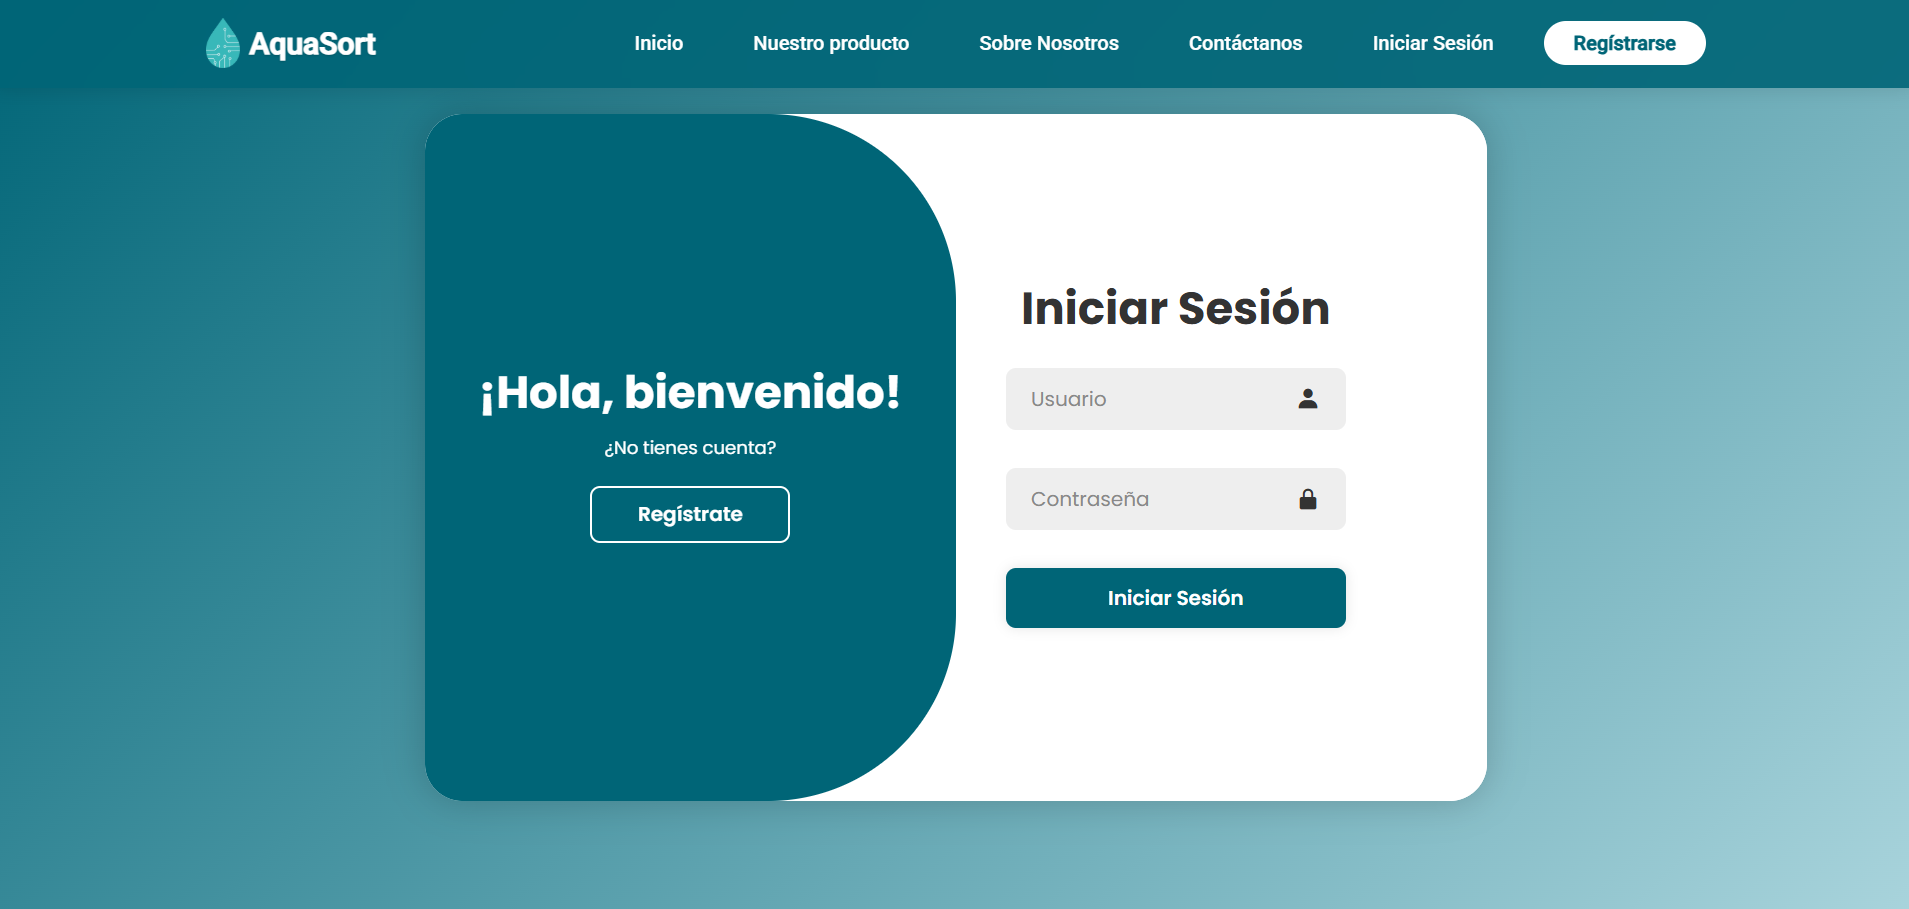 AquaSort
Inicio
Nuestro producto
Sobre Nosotros
Contáctanos
Iniciar Sesión
Regístrarse
¡Hola, bienvenido!
¿No tienes cuenta?
Regístrate
Iniciar Sesión
Usuario
Contraseña
Iniciar Sesión